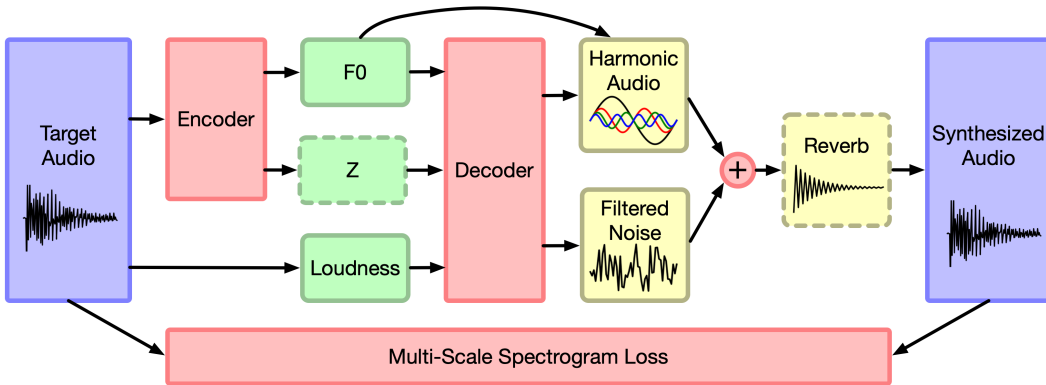 Target
Audio
Encoder
F0
Z
Loudness
Decoder
Harmonic
Audio
Filtered
Noise
+
Reverb
Synthesized
Audio
Multi-Scale Spectrogram Loss